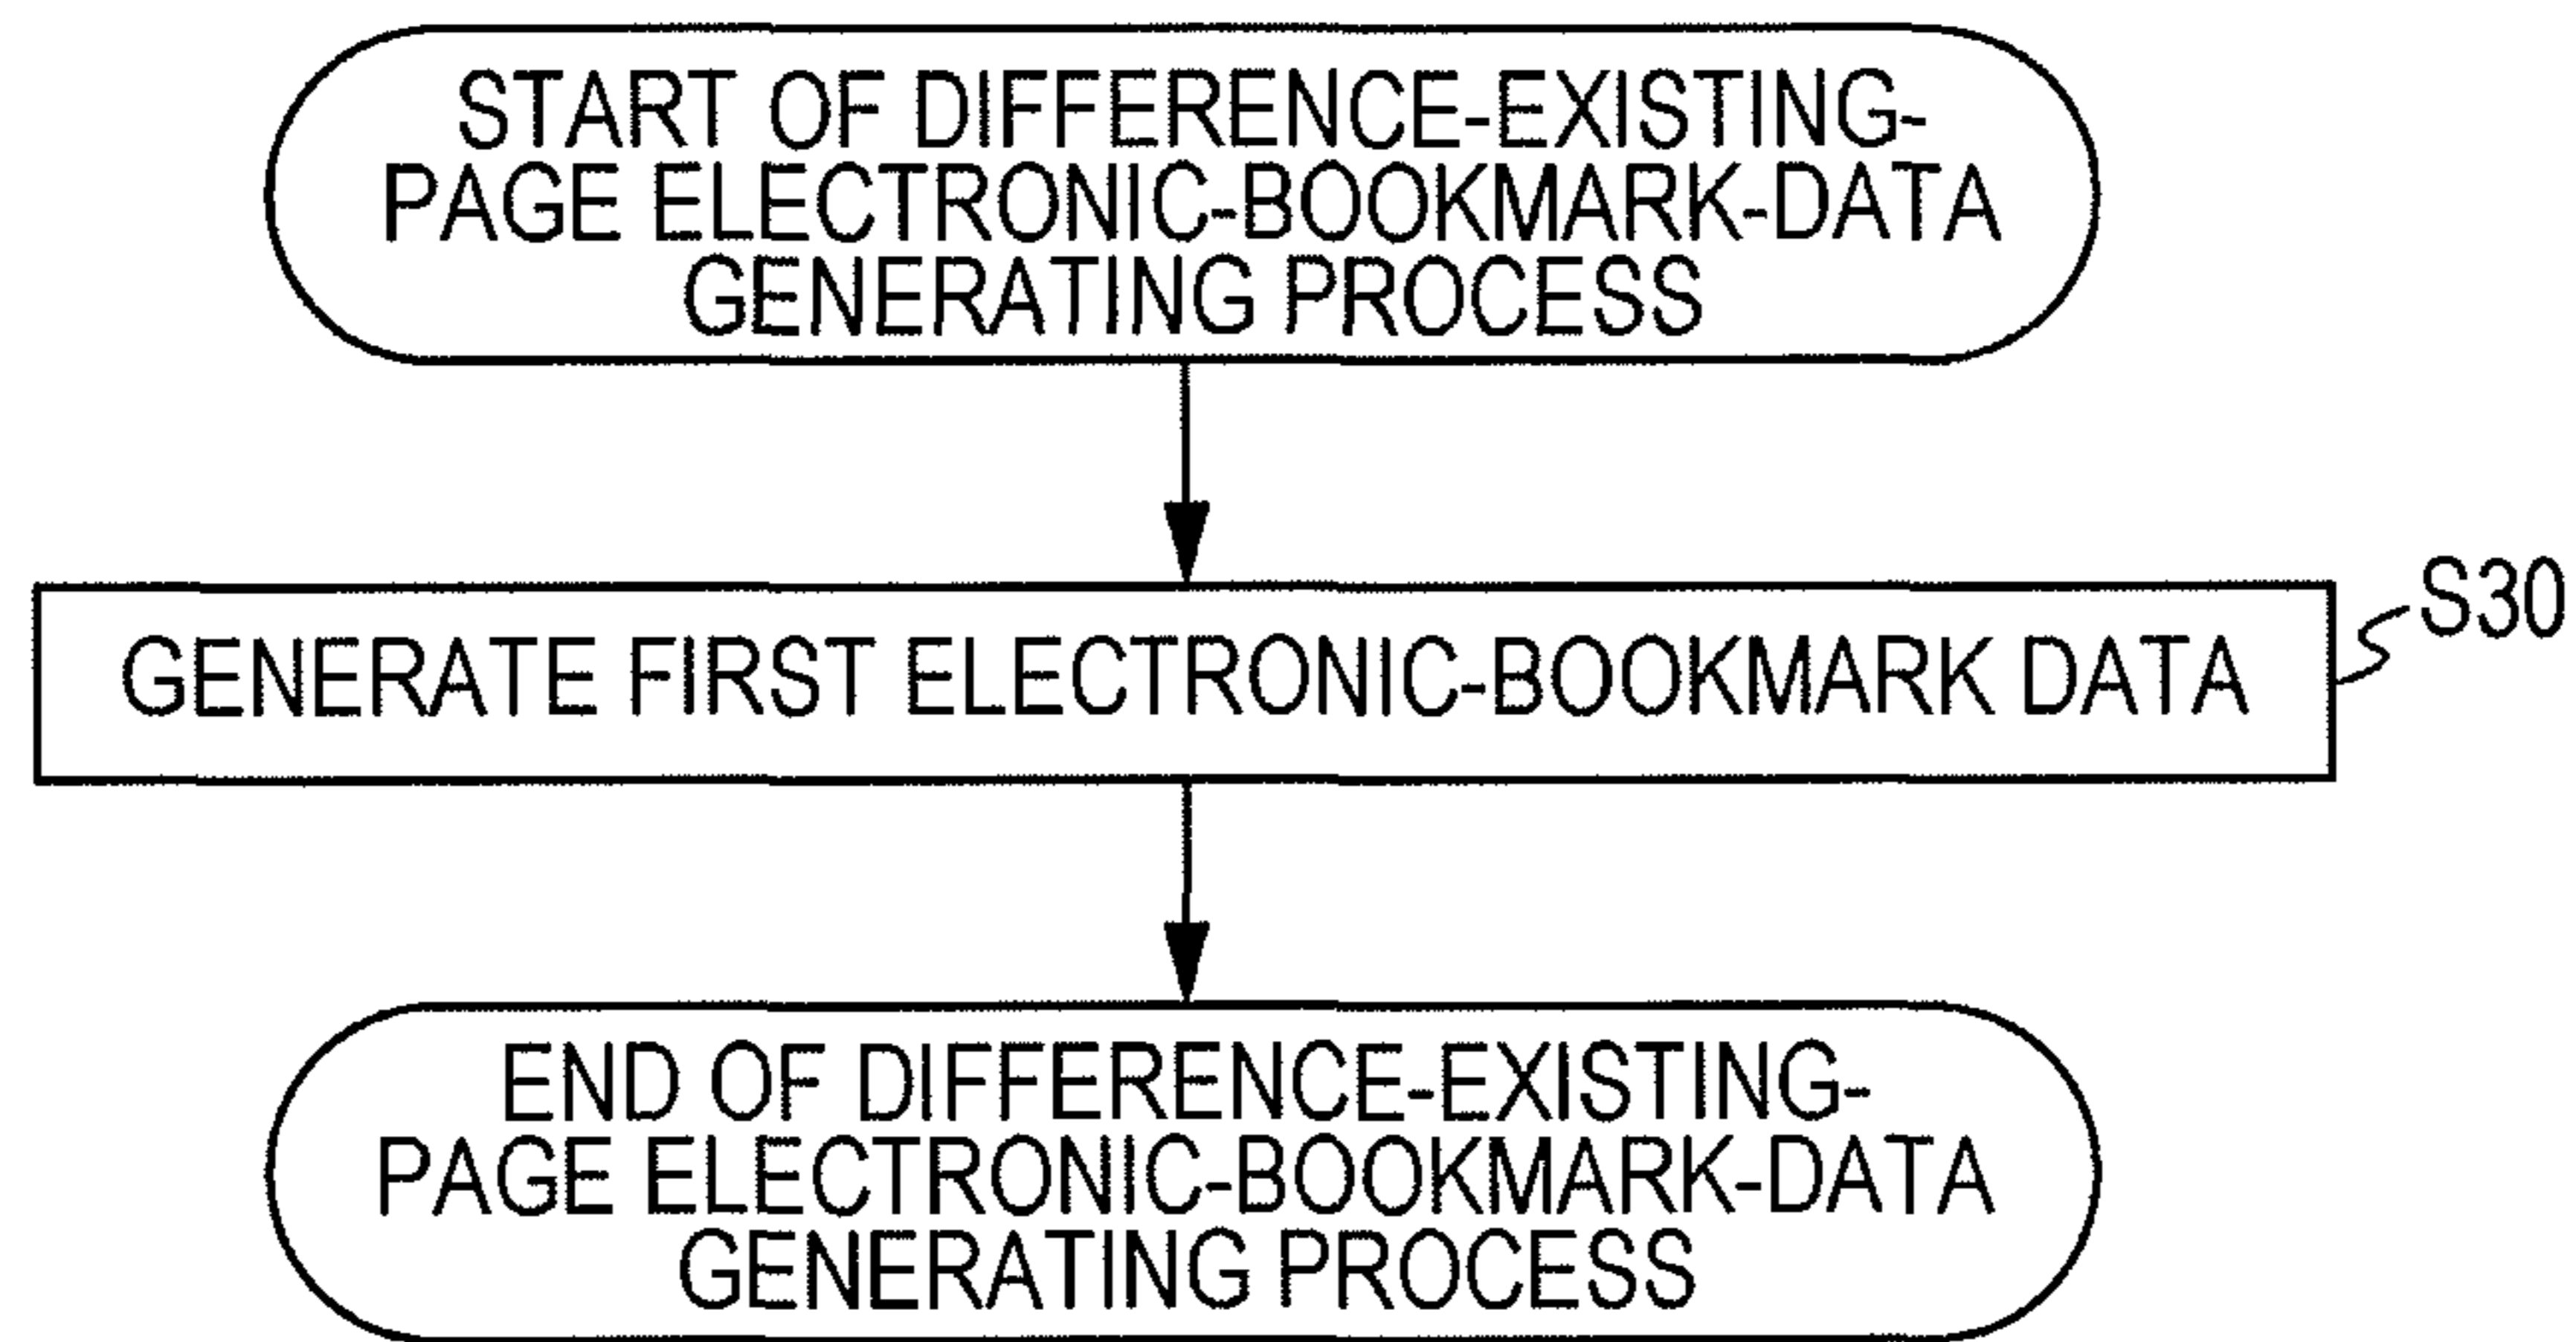 START OF DIFFERENCE-EXISTING-
PAGE ELECTRONIC-BOOKMARK-DATA
GENERATING PROCESS
GENERATE FIRST ELECTRONIC-BOOKMARK DATA
S30
END OF DIFFERENCE-EXISTING-
PAGE ELECTRONIC-BOOKMARK-DATA
GENERATING PROCESS